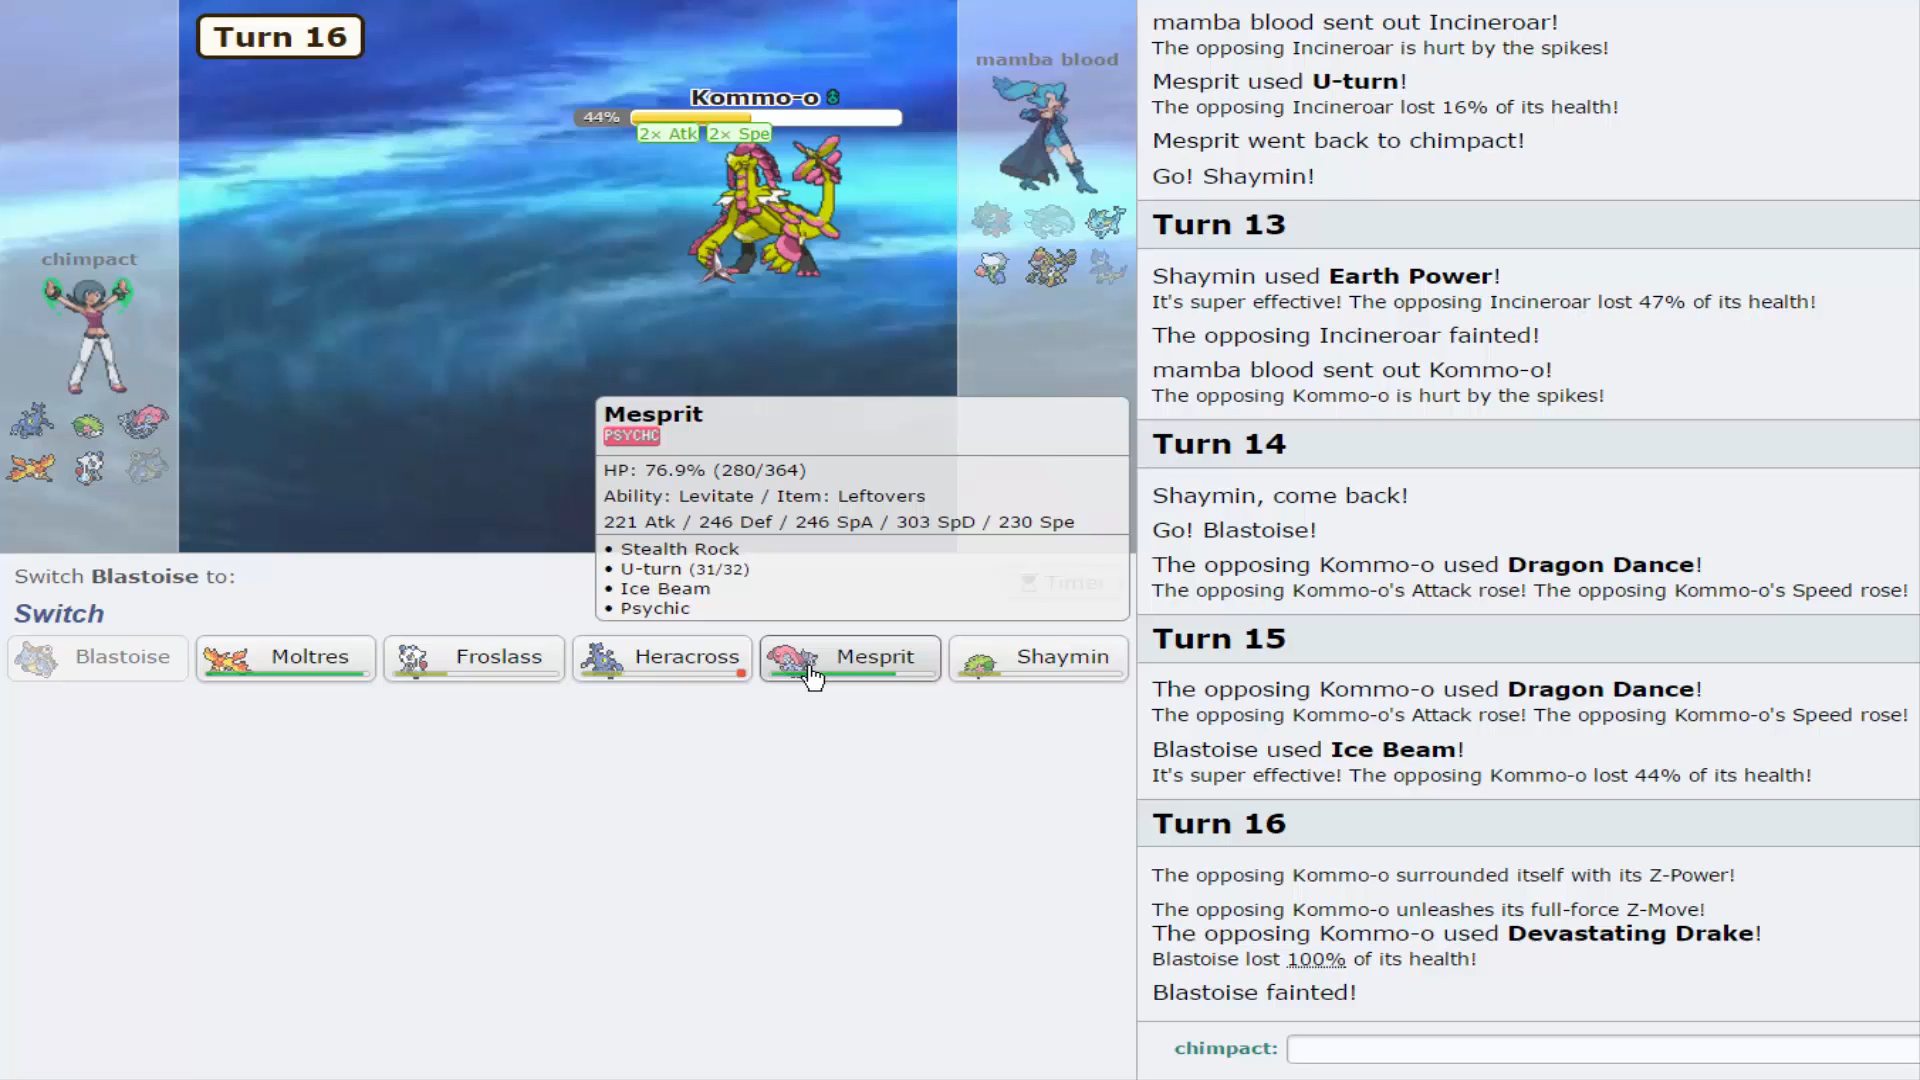 Turn 16
mamba blood
Kommo-o
44%
2× Atk 2× Spe
chimpact
Mesprit
PSYCHC
HP: 76.9% (280/364)
Ability: Levitate / Item: Leftovers
221 Atk / 246 Def / 246 SpA / 303 SpD / 230 Spe
• Stealth Rock
• U-turn (31/32)
• Ice Beam
• Psychic
Timer
Switch Blastoise to:
Switch
Blastoise
Moltres
Froslass
Heracross
Mesprit
Shaymin
mamba blood sent out Incineroar!
The opposing Incineroar is hurt by the spikes!
Mesprit used U-turn!
The opposing Incineroar lost 16% of its health!
Mesprit went back to chimpact!
Go! Shaymin!
Turn 13
Shaymin used Earth Power!
It's super effective! The opposing Incineroar lost 47% of its health!
The opposing Incineroar fainted!
mamba blood sent out Kommo-o!
The opposing Kommo-o is hurt by the spikes!
Turn 14
Shaymin, come back!
Go! Blastoise!
The opposing Kommo-o used Dragon Dance!
The opposing Kommo-o's Attack rose! The opposing Kommo-o's Speed rose!
Turn 15
The opposing Kommo-o used Dragon Dance!
The opposing Kommo-o's Attack rose! The opposing Kommo-o's Speed rose!
Blastoise used Ice Beam!
It's super effective! The opposing Kommo-o lost 44% of its health!
Turn 16
The opposing Kommo-o surrounded itself with its Z-Power!
The opposing Kommo-o unleashes its full-force Z-Move!
The opposing Kommo-o used Devastating Drake!
Blastoise lost 100% of its health!
Blastoise fainted!
chimpact: